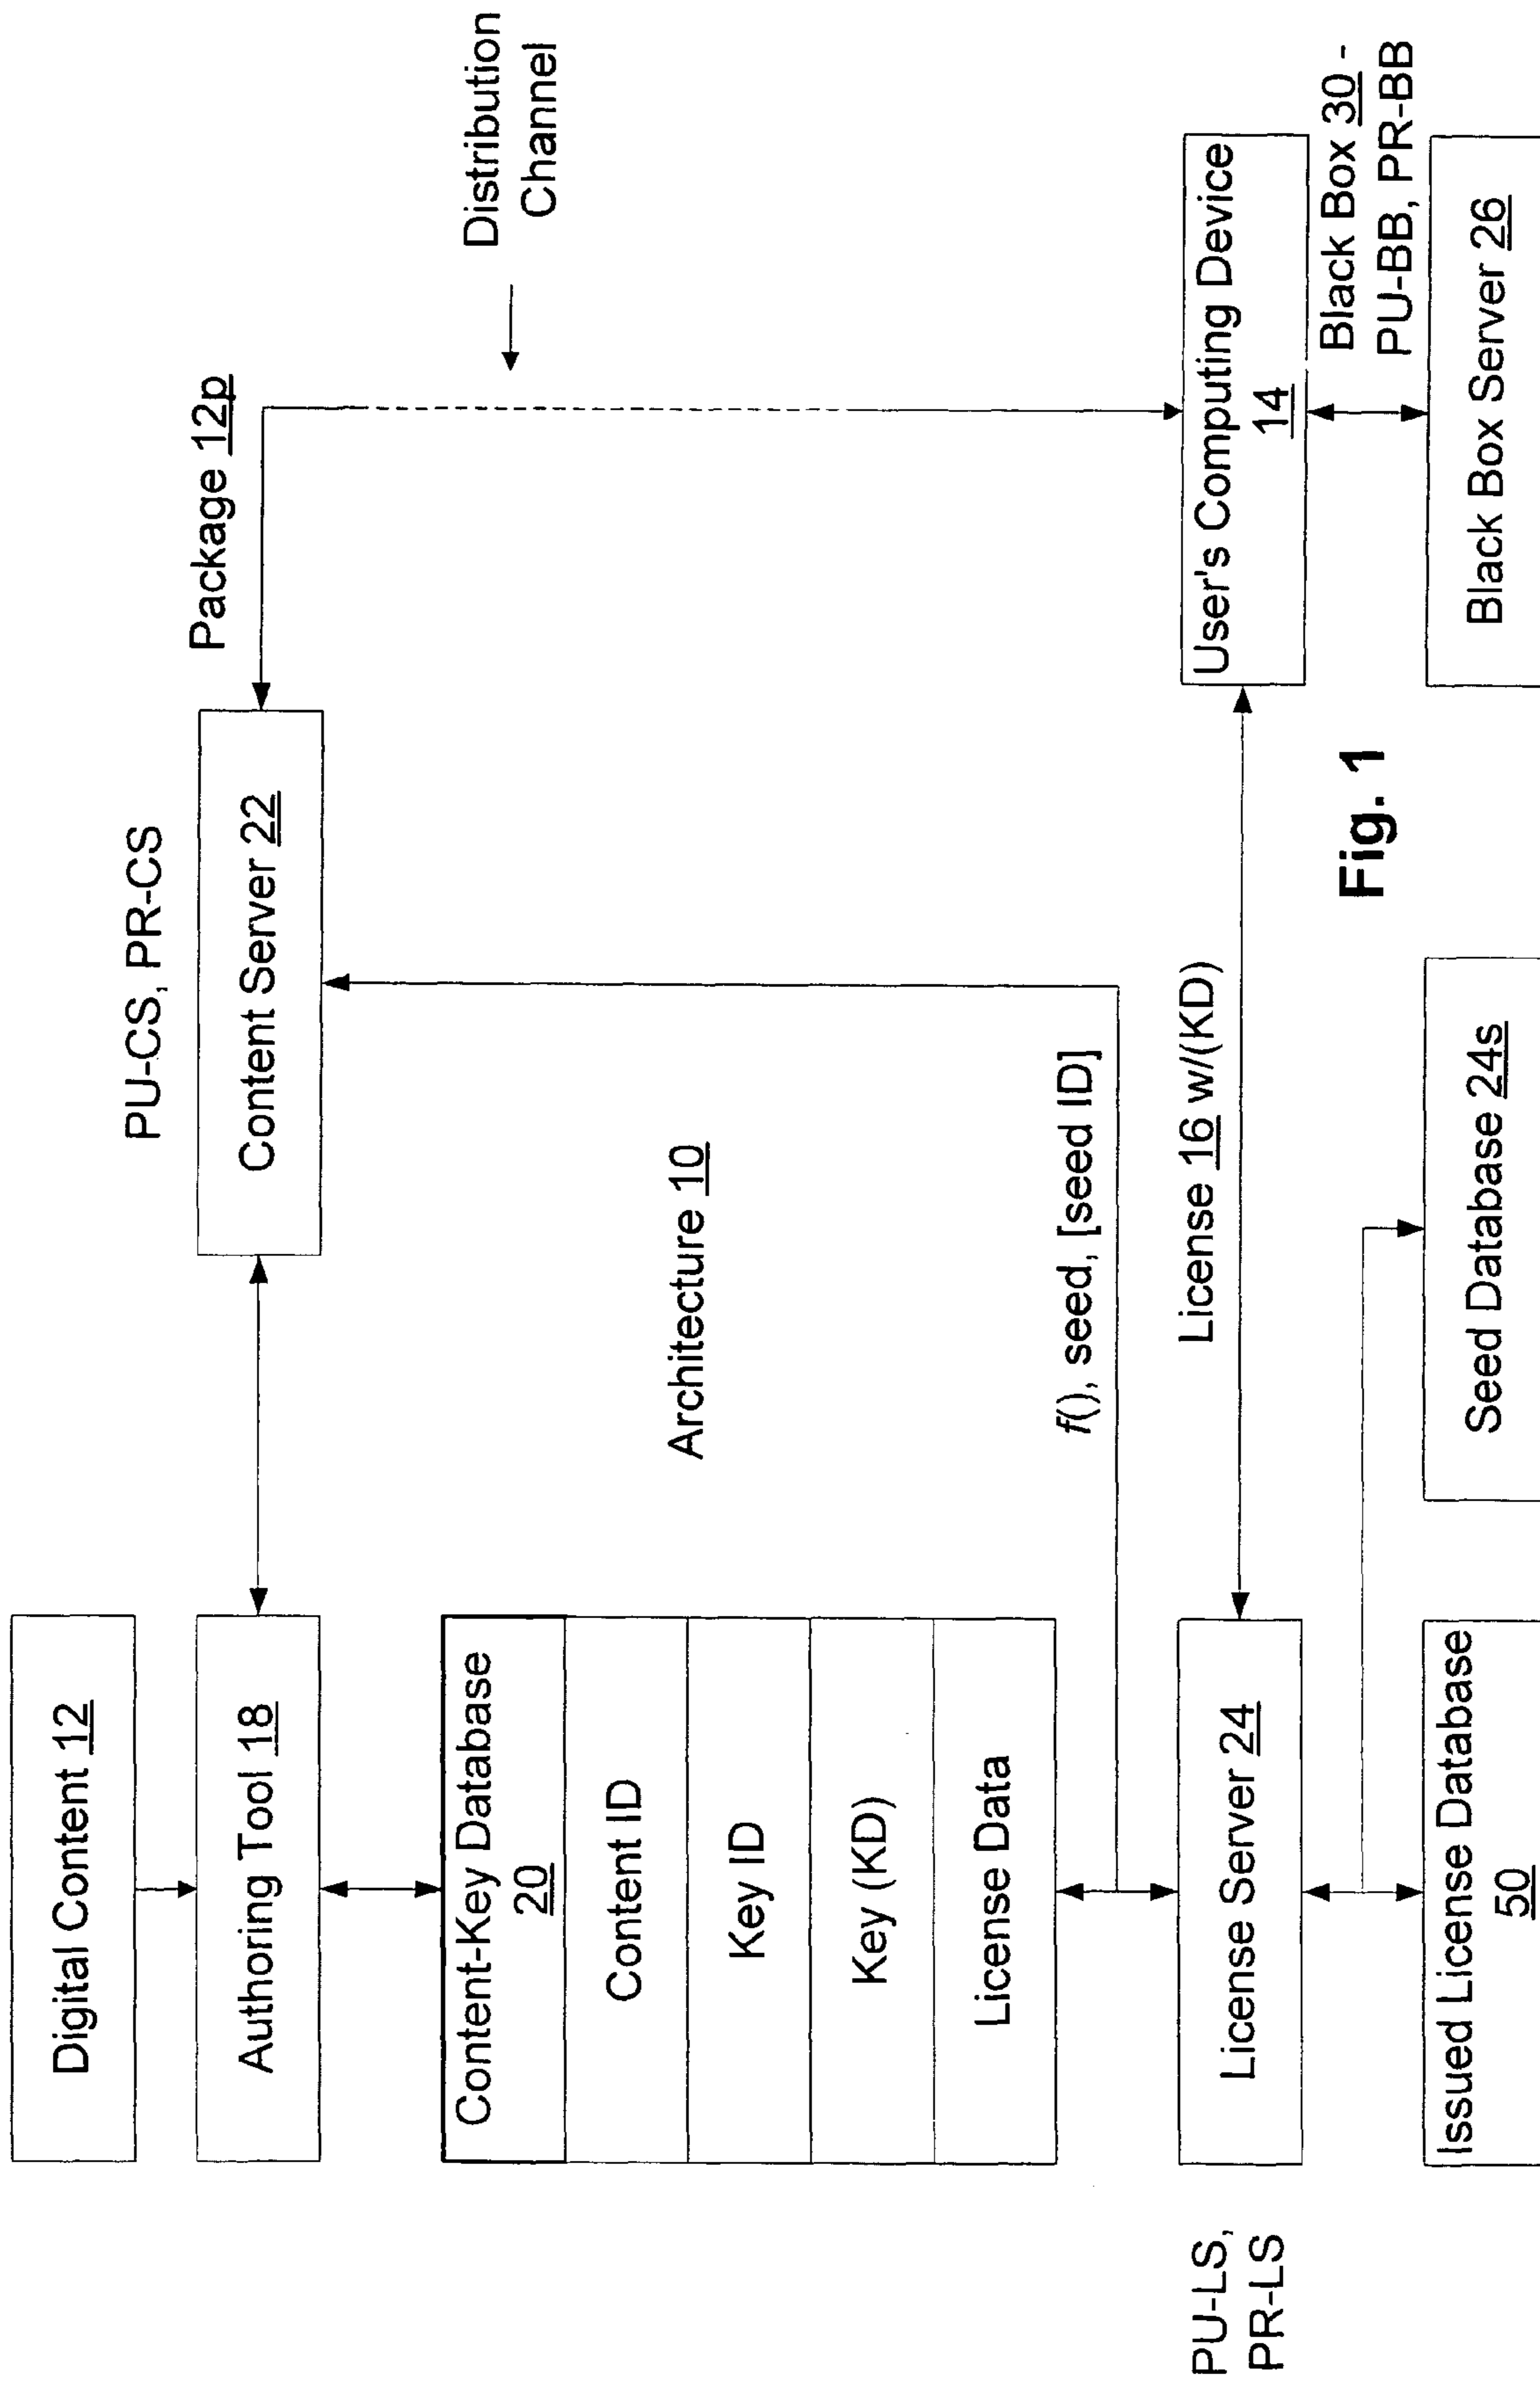 Digital Content 12
Authoring Tool 18
Content-Key Database
20
Content ID
Key ID
Key (KD)
License Data
PU-LS,
PR-LS
License Server 24
Issued License Database
50
PU-CS, PR-CS
Content Server 22
Package 12p
Distribution
Channel
Architecture 10
f(), seed, [seed ID]
License 16 w/(KD)
Seed Database 24s
User's Computing Device
14
Black Box 30 -
PU-BB, PR-BB
Black Box Server 26
Fig. 1